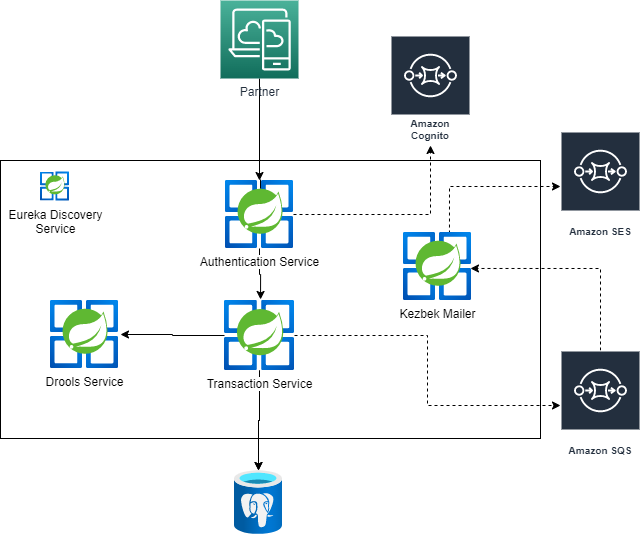 Partner
Amazon
Cognito
Eureka Discovery
Service
Amazon SES
Authentication Service
Kezbek Mailer
Drools Service
Transaction Service
Amazon SQS